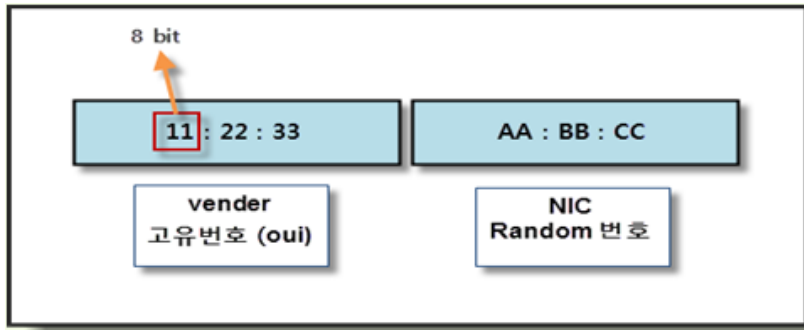 8 bit
11 : 22 : 33
AA : BB : CC
vender
고유번호 (oui)
NIC
Random 번호